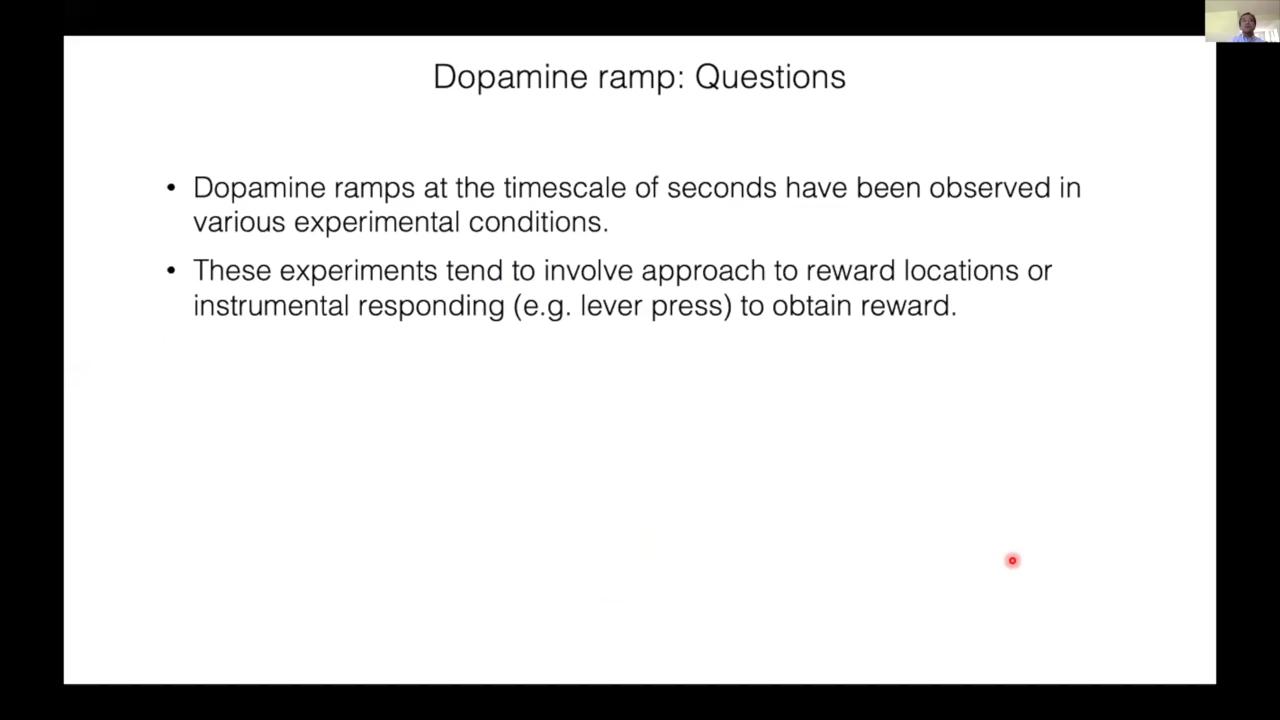 Dopamine ramp: Questions
• Dopamine ramps at the timescale of seconds have been observed in
various experimental conditions.
• These experiments tend to involve approach to reward locations or
instrumental responding (e.g. lever press) to obtain reward.